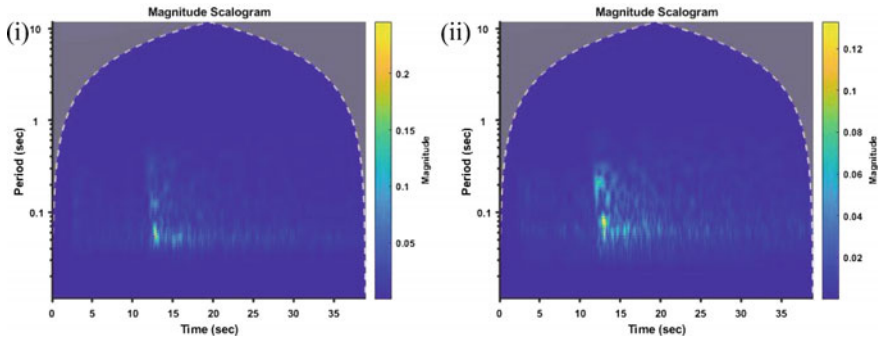 (i)
Magnitude Scalogram
10
1
0.1
Period (sec)
0 5 10 15 20 25 30 35
Time (sec)
0.2
0.15
0.1
0.05
Magnitude
(ii)
Magnitude Scalogram
10
1
0.1
Period (sec)
0 5 10 15 20 25 30 35
Time (sec)
0.12
0.1
0.08
0.06
0.04
0.02
Magnitude